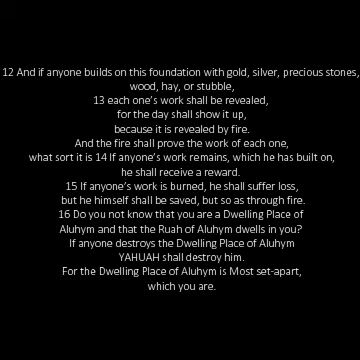 12 And if anyone builds on this foundation with gold, silver, precious stones,
wood, hay, or stubble,
13 each one's work shall be revealed,
for the day shall show it up,
because it is revealed by fire.
And the fire shall prove the work of each one,
what sort it is 14 If anyone's work remains, which he has built on,
he shall receive a reward.
15 If anyone's work is burned, he shall suffer loss,
but he himself shall be saved, but so as through fire.
16 Do you not know that you are a Dwelling Place of
Aluhym and that the Ruah of Aluhym dwells in you?
If anyone destroys the Dwelling Place of Aluhym
YAHUAH shall destroy him.
For the Dwelling Place of Aluhym is Most set-apart,
which you are.